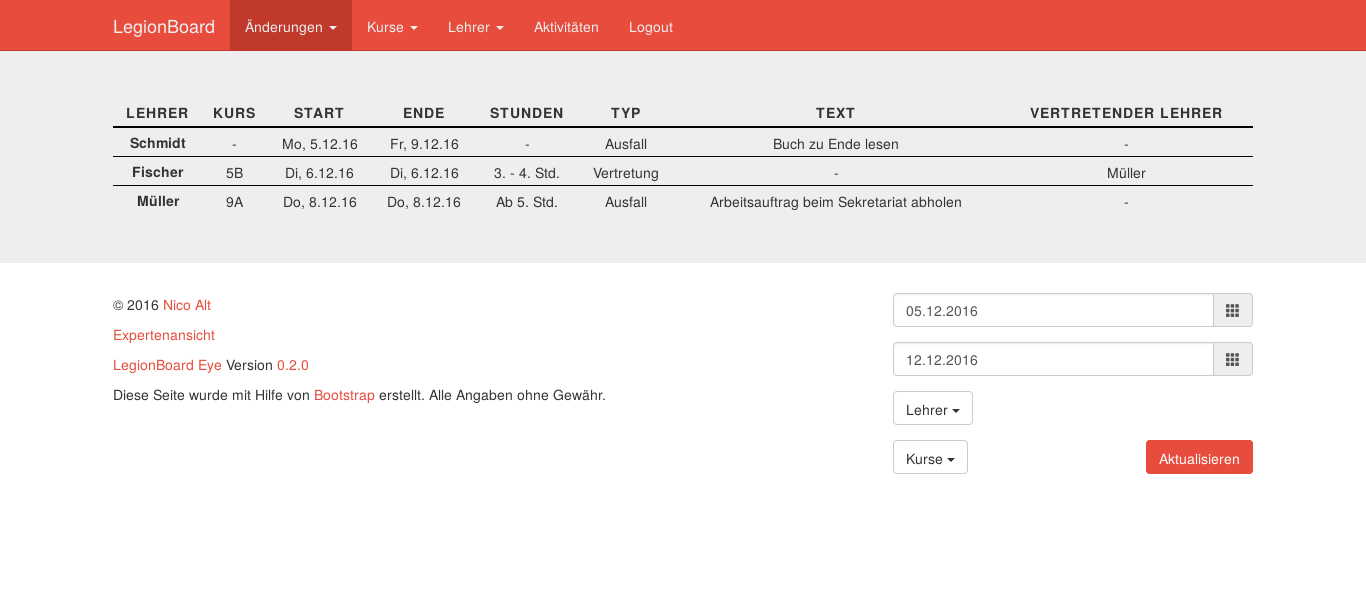 LegionBoard Änderungen Kurse Lehrer Aktivitäten Logout
LEHRER KURS START ENDE STUNDEN TYP TEXT VERTRETENDER LEHRER
Schmidt - Mo, 5.12.16 Fr, 9.12.16 - Ausfall Buch zu Ende lesen -
Fischer 5B Di, 6.12.16 Di, 6.12.16 3. - 4. Std. Vertretung - Müller
Müller 9A Do, 8.12.16 Do, 8.12.16 Ab 5. Std. Ausfall Arbeitsauftrag beim Sekretariat abholen -
© 2016 Nico Alt
Expertenansicht
LegionBoard Eye Version 0.2.0
Diese Seite wurde mit Hilfe von Bootstrap erstellt. Alle Angaben ohne Gewähr.
05.12.2016
12.12.2016
Lehrer
Kurse Aktualisieren